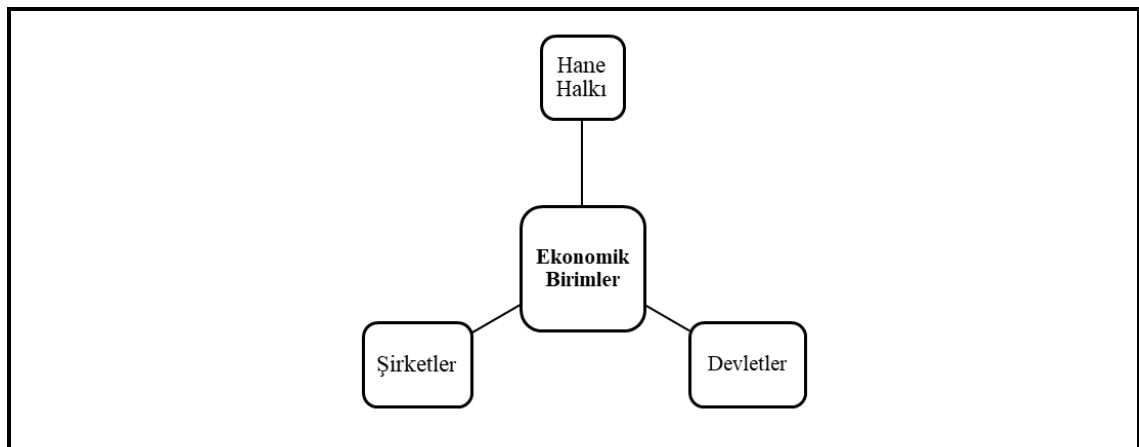 Hane
Halkı
Ekonomik
Birimler
Şirketler
Devletler